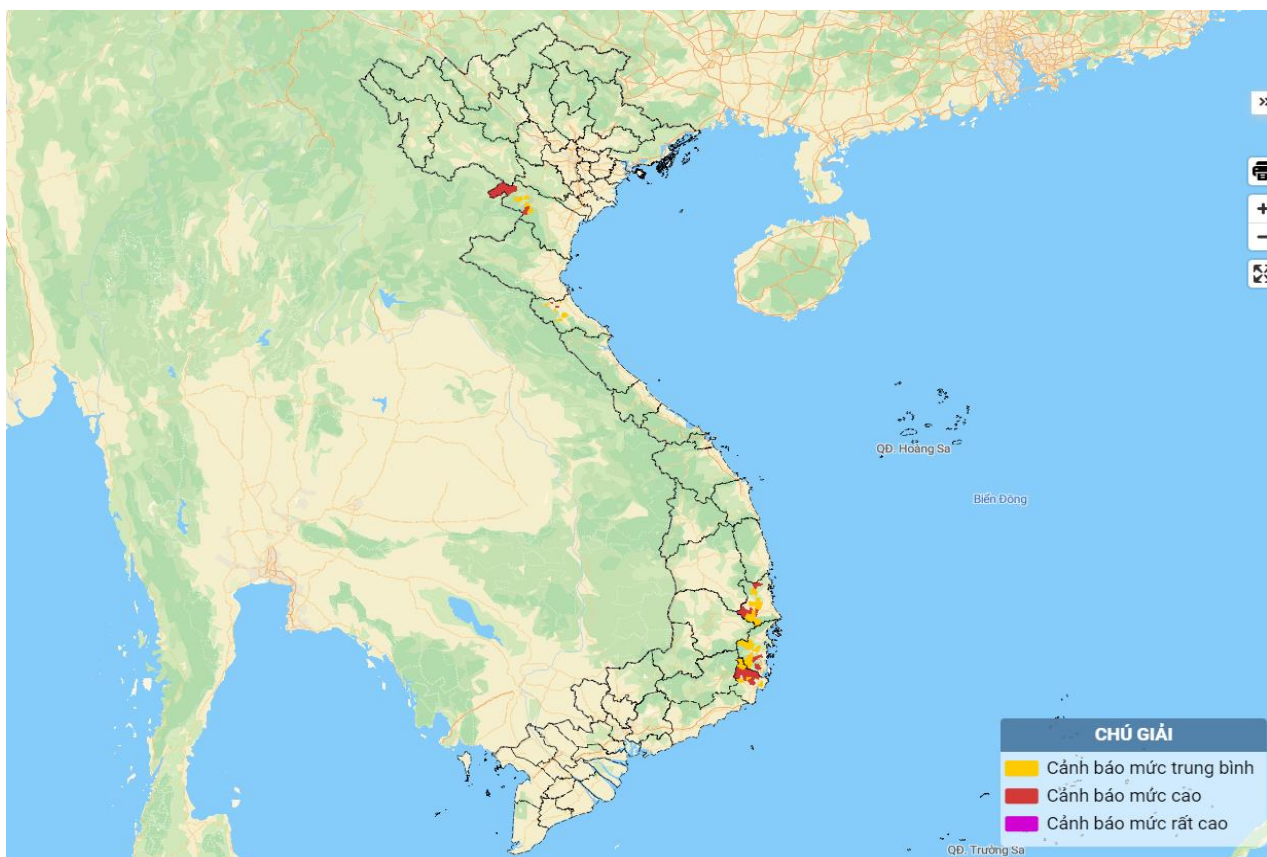 QĐ. Hoàng Sa
Biển Đông
CHÚ GIẢI
Cảnh báo mức trung bình
Cảnh báo mức cao
Cảnh báo mức rất cao
QĐ. Trường Sa